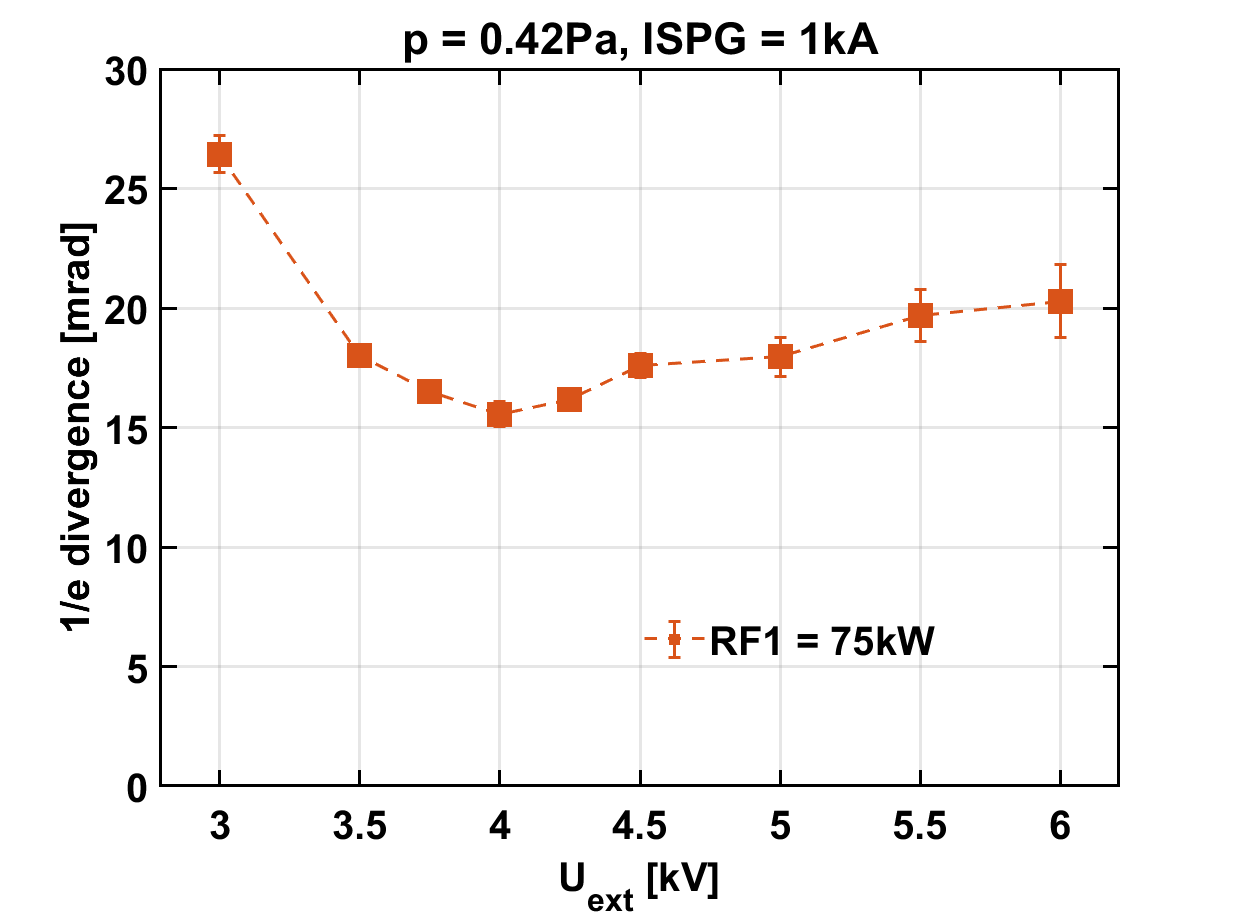 p = 0.42Pa, ISPG = 1kA
30
25
20
15
10
5
0
1/e divergence [mrad]
RF1 = 75kW
3 3.5 4 4.5 5 5.5 6
U_ext [kV]